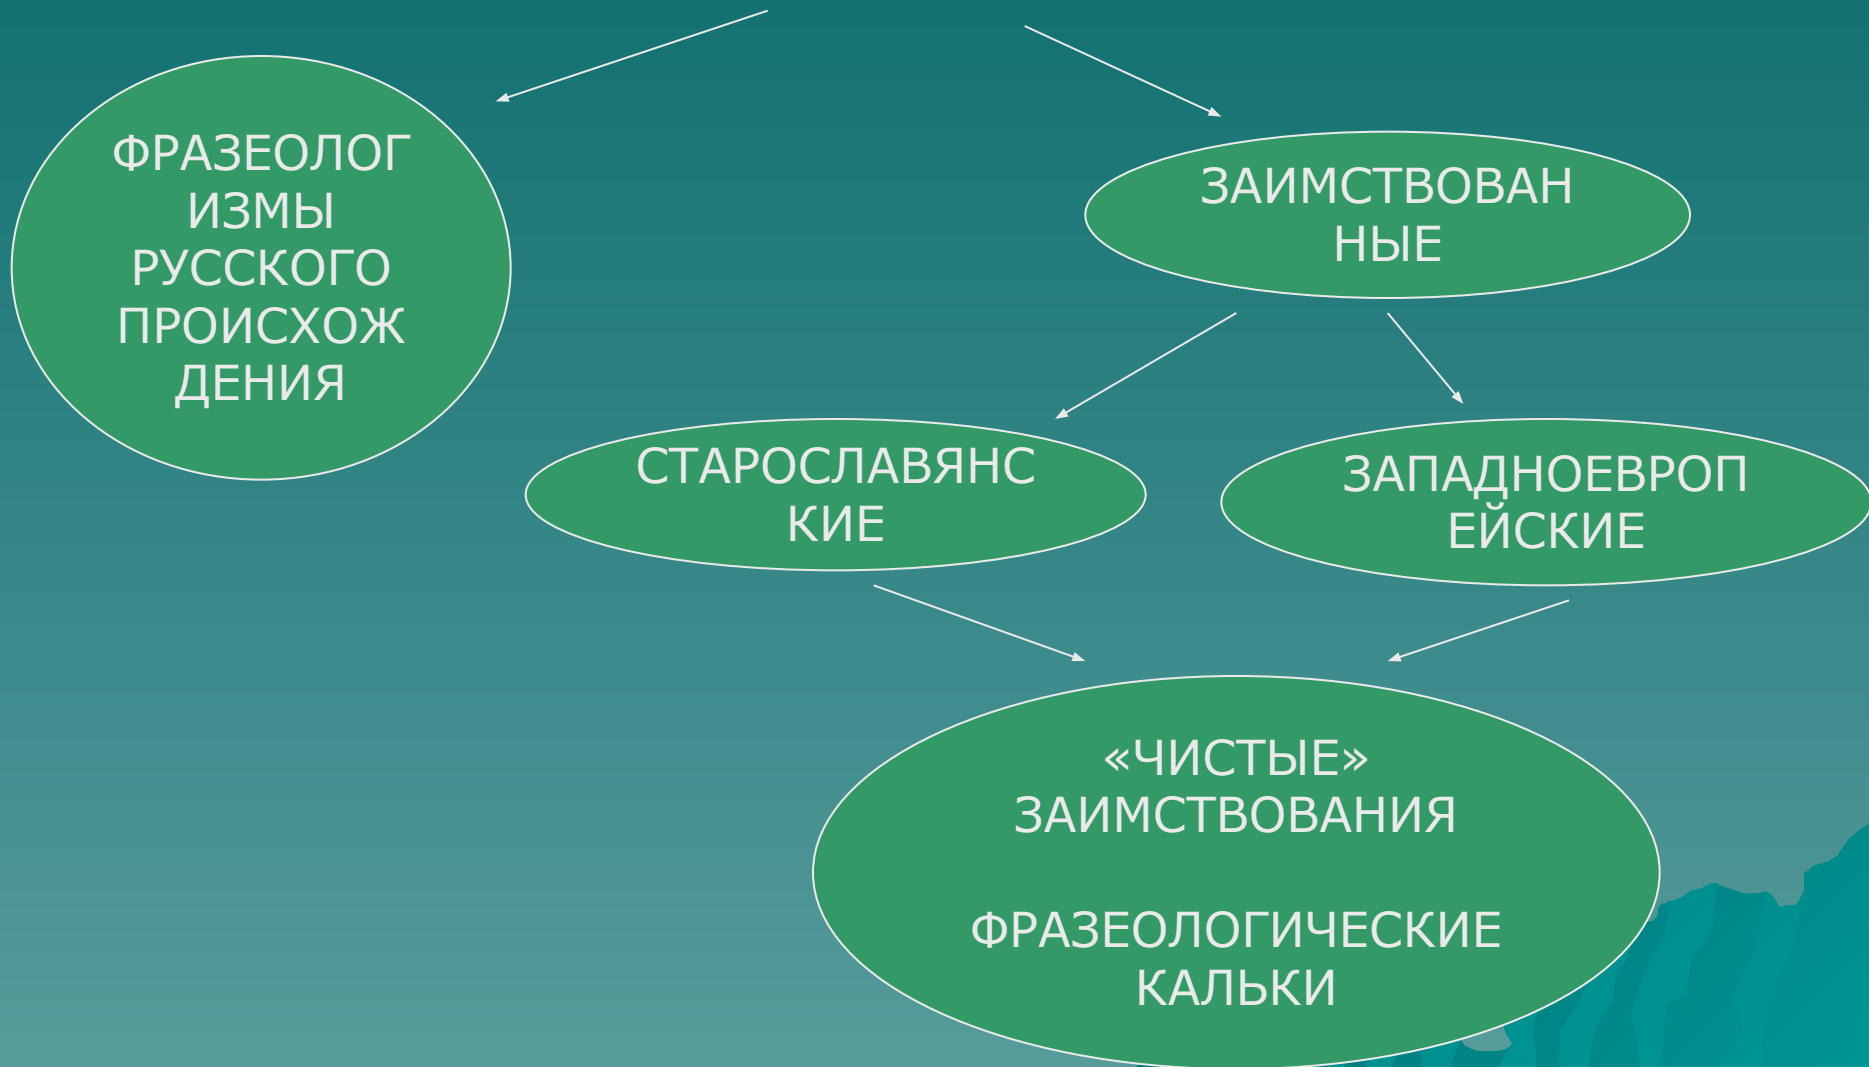 ФРАЗЕОЛОГ
ИЗМЫ
РУССКОГО
ПРОИСХОЖ
ДЕНИЯ
ЗАИМСТВОВАН
НЫЕ
СТАРОСЛАВЯНС
КИЕ
ЗАПАДНОЕВРОП
ЕЙСКИЕ
«ЧИСТЫЕ»
ЗАИМСТВОВАНИЯ
ФРАЗЕОЛОГИЧЕСКИЕ
КАЛЬКИ